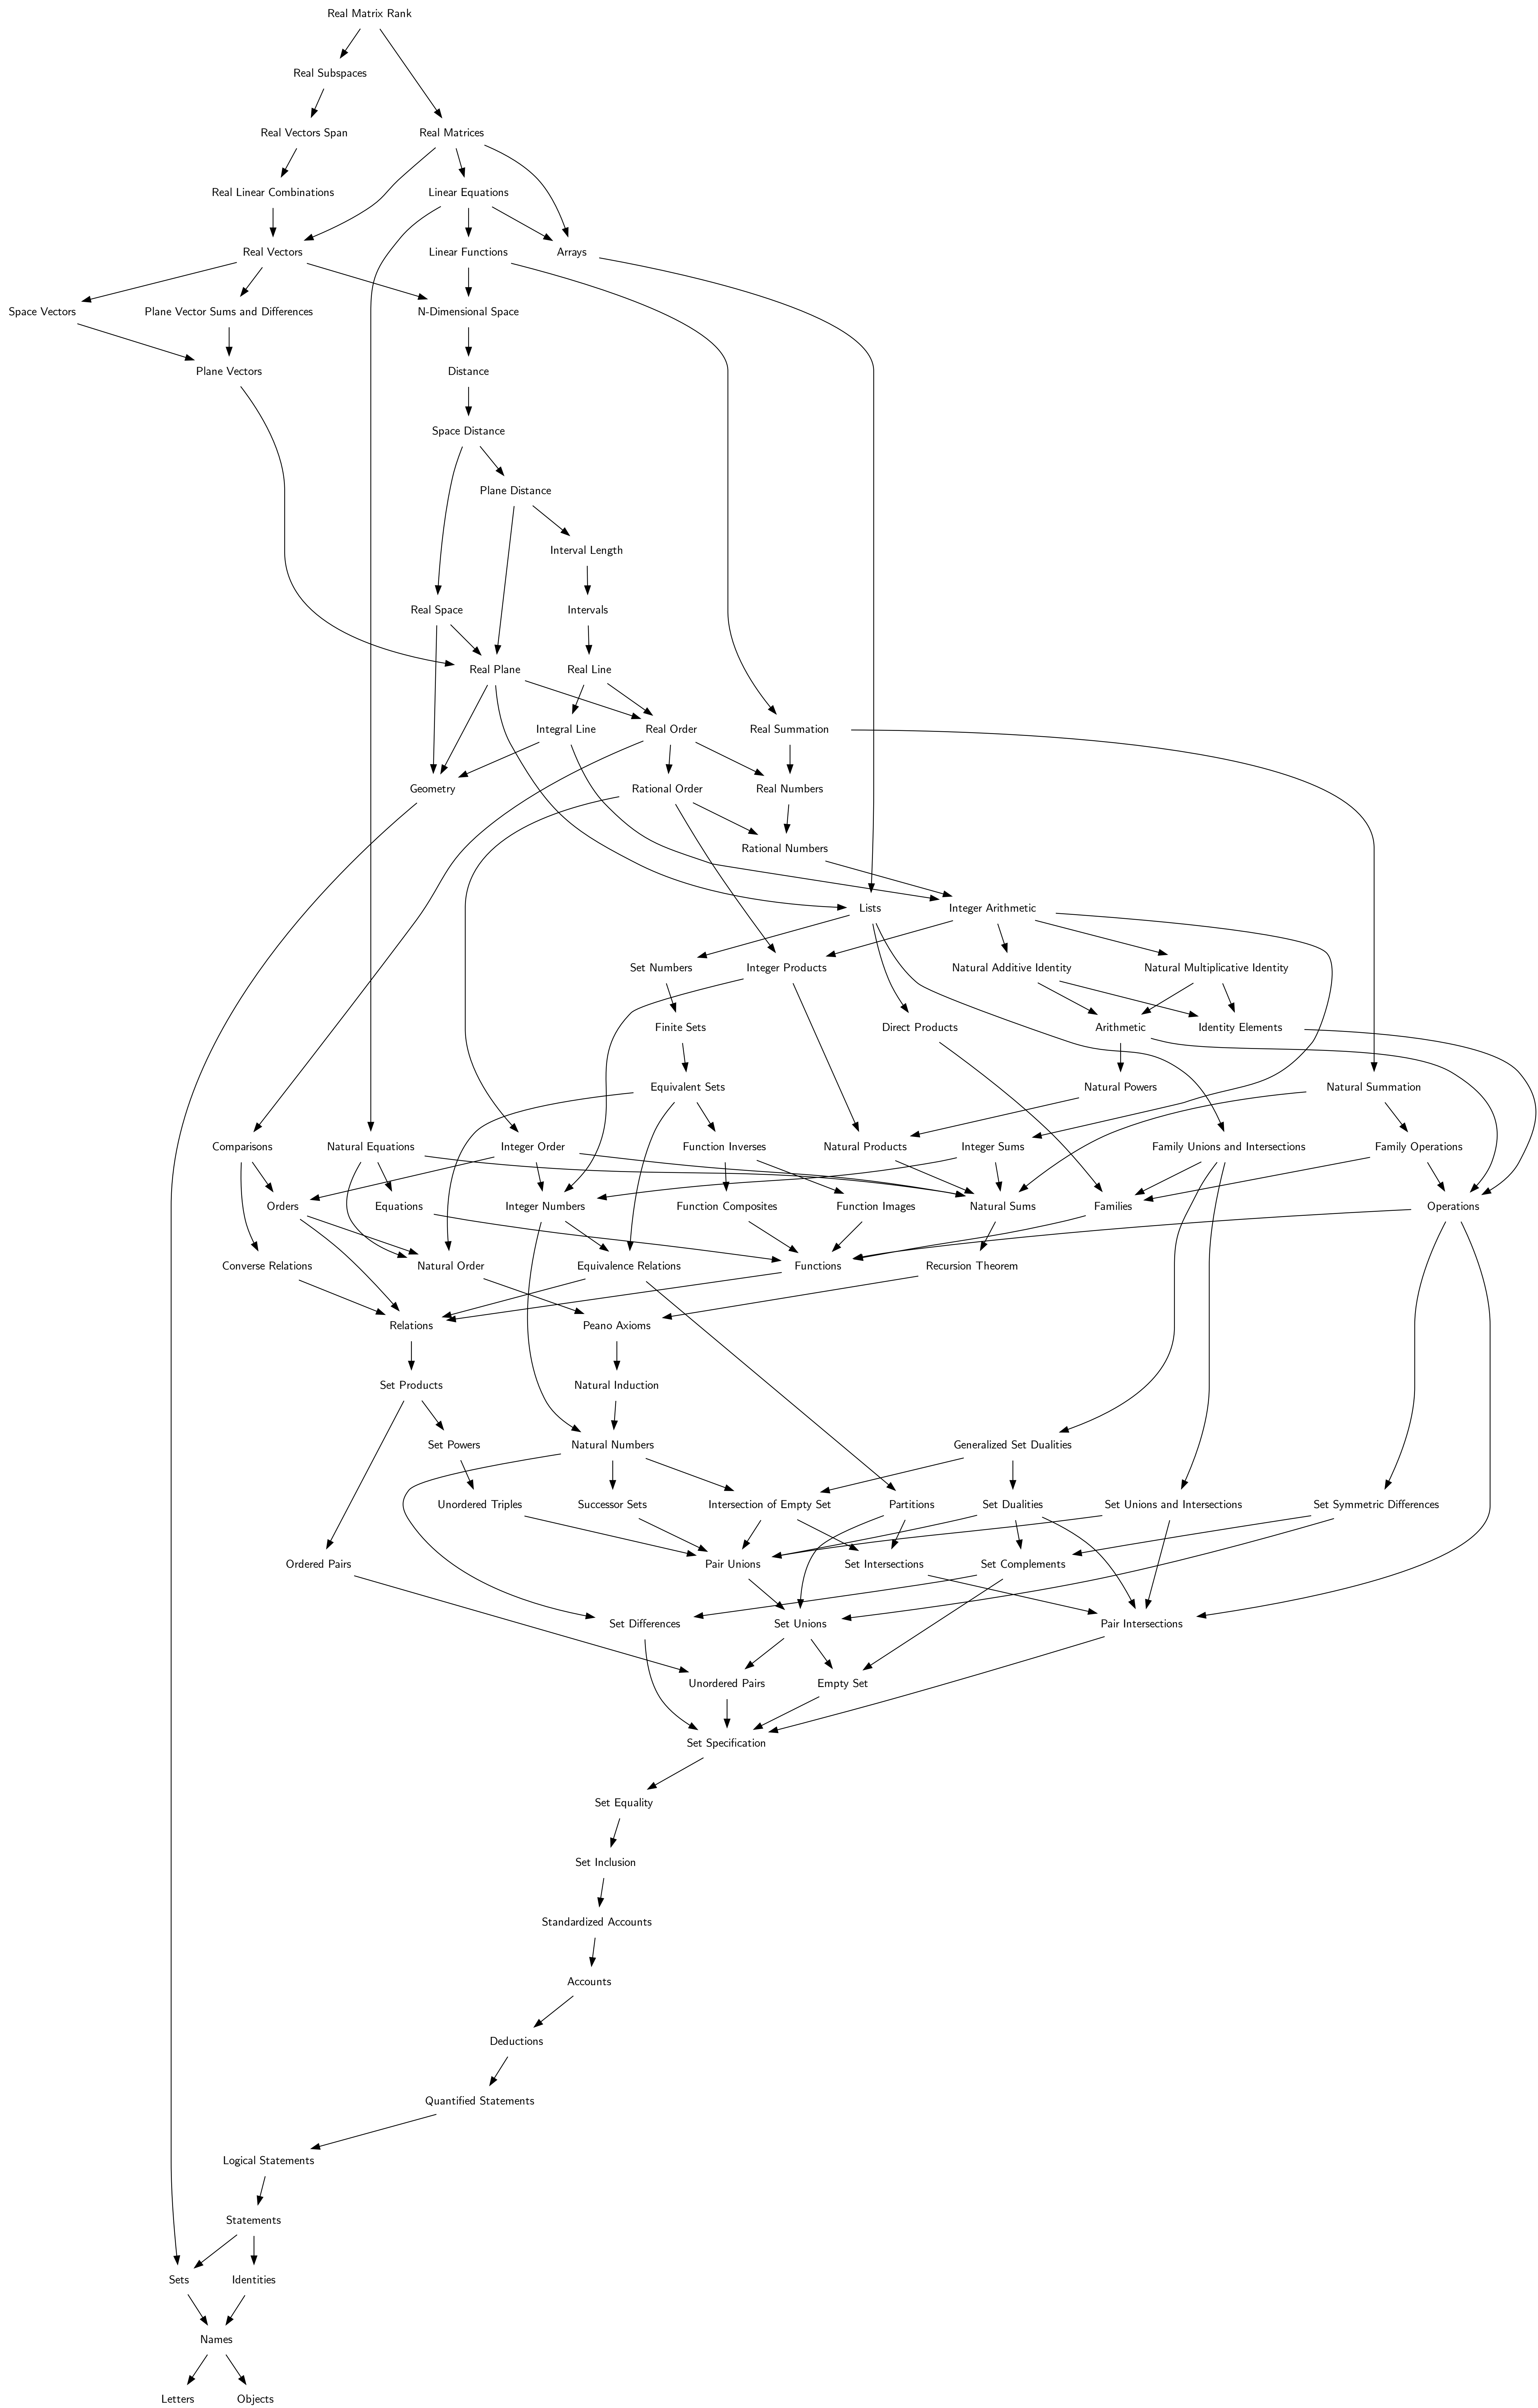 Real Matrix Rank
Real Subspaces
Real Vectors Span
Real Matrices
Real Linear Combinations
Linear Equations
Real Vectors
Linear Functions
Arrays
Space Vectors
Plane Vector Sums and Differences
N-Dimensional Space
Plane Vectors
Distance
Space Distance
Plane Distance
Interval Length
Real Space
Intervals
Real Plane
Real Line
Integral Line
Real Order
Real Summation
Geometry
Rational Order
Real Numbers
Rational Numbers
Lists
Integer Arithmetic
Set Numbers
Integer Products
Natural Additive Identity
Natural Multiplicative Identity
Finite Sets
Direct Products
Arithmetic
Identity Elements
Equivalent Sets
Natural Powers
Natural Summation
Comparisons
Natural Equations
Integer Order
Function Inverses
Natural Products
Integer Sums
Family Unions and Intersections
Family Operations
Orders
Equations
Integer Numbers
Function Composites
Function Images
Natural Sums
Families
Operations
Converse Relations
Natural Order
Equivalence Relations
Functions
Recursion Theorem
Relations
Peano Axioms
Set Products
Natural Induction
Set Powers
Natural Numbers
Generalized Set Dualities
Unordered Triples
Successor Sets
Intersection of Empty Set
Partitions
Set Dualities
Set Unions and Intersections
Set Symmetric Differences
Ordered Pairs
Pair Unions
Set Intersections
Set Complements
Set Differences
Set Unions
Pair Intersections
Unordered Pairs
Empty Set
Set Specification
Set Equality
Set Inclusion
Standardized Accounts
Accounts
Deductions
Quantified Statements
Logical Statements
Statements
Sets
Identities
Names
Letters
Objects